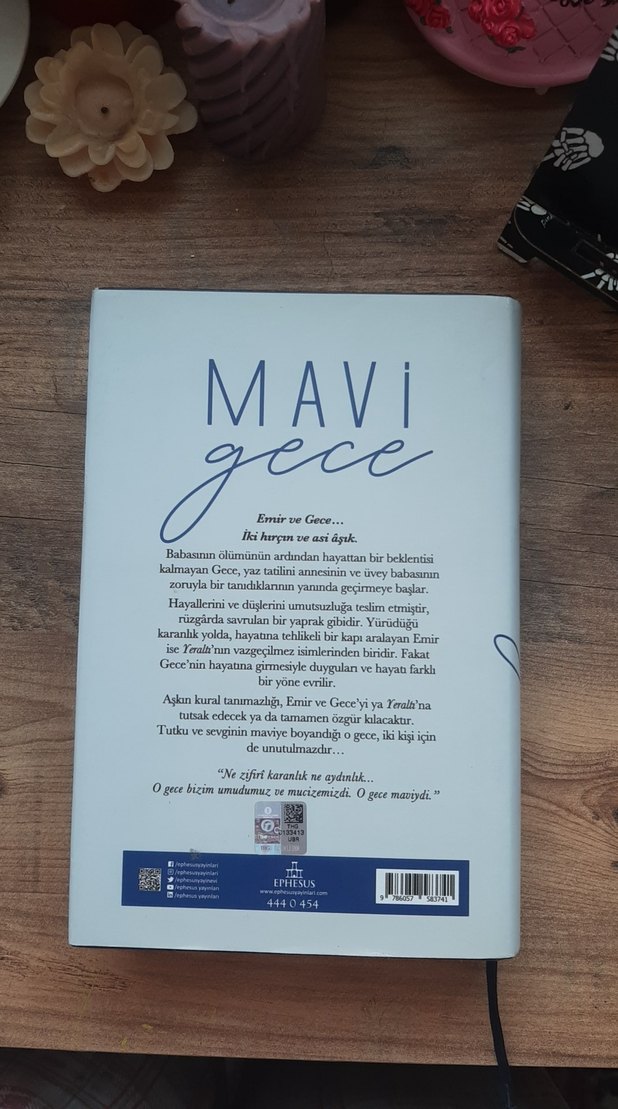 MAVi
gece
Emir ve Gece...
İki hırçın ve asi âşık.
Babasının ölümünün ardından hayattan bir beklentisi
kalmayan Gece, yaz tatilini annesinin ve üvey babasının
zoruyla bir tanıdıklarının yanında geçirmeye başlar.
Hayallerini ve düşlerini umutsuzluğa teslim etmiştir,
rüzgârda savrulan bir yaprak gibidir. Yürüdüğü
karanlık yolda, hayatına tehlikeli bir kapı aralayan Emir
ise Yeraltı'nın vazgeçilmez isimlerinden biridir. Fakat
Gece'nin hayatına girmesiyle duyguları ve hayatı farklı
bir yöne evrilir.
Aşkın kural tanımazlığı, Emir ve Gece'yi ya Yeraltı'na
tutsak edecek ya da tamamen özgür kılacaktır.
Tutku ve sevginin maviye boyandığı o gece, iki kişi için
de unutulmazdır...
"Ne zifirî karanlık ne aydınlık...
O gece bizim umudumuz ve mucizemizdi. O gece maviydi."
THG
133413
UBR
/ephesusyayinlari
/ephesusyayinlari
/ephesusyayinevi
/ephesus yayınları
/ephesus yayınları
EPHESUS
www.ephesusyayinlari.com
444 0 454
9 786057 583741